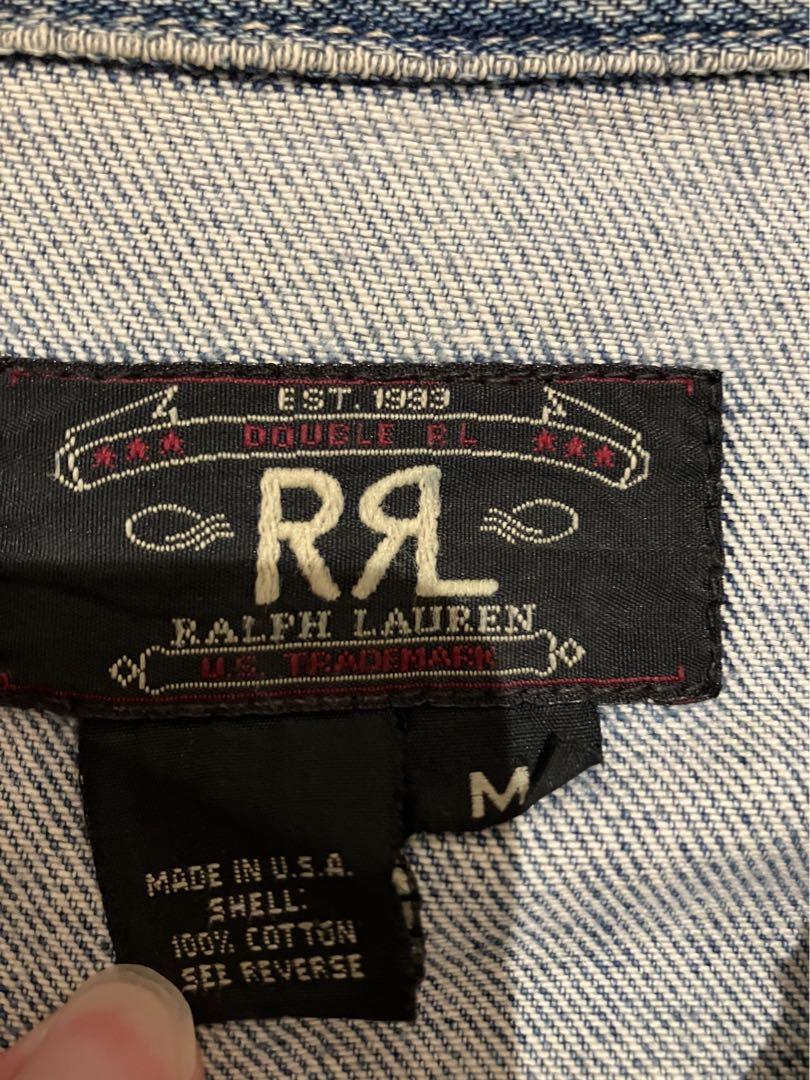 EST. 1993
DOUBLE RL
RRL
RALPH LAUREN
U.S. TRADEMARK
M
MADE IN U.S.A.
SHELL:
100% COTTON
SEE REVERSE